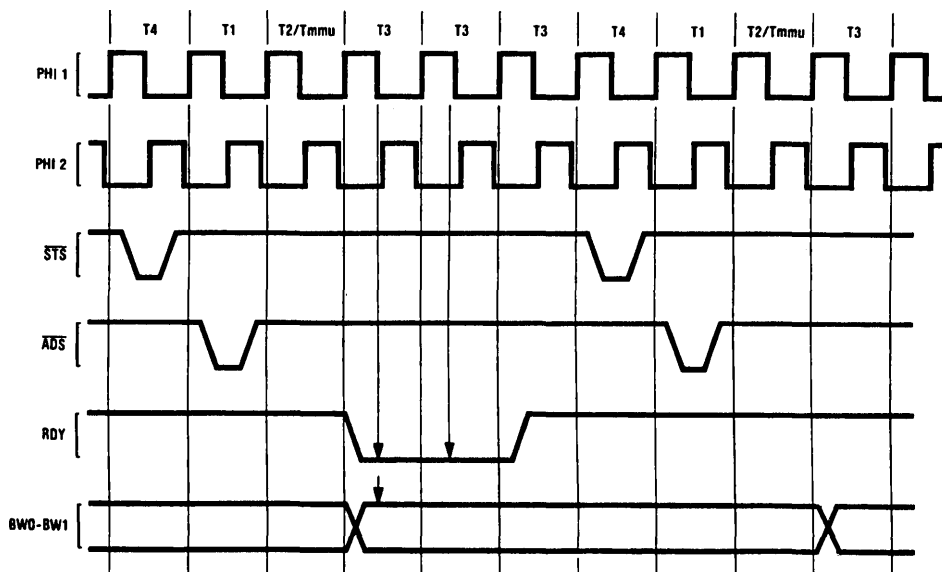 T4 T1 T2/Tmmu T3 T3 T3 T4 T1 T2/Tmmu T3
PHI 1
PHI 2
STS
ADS
RDY
BW0-BW1